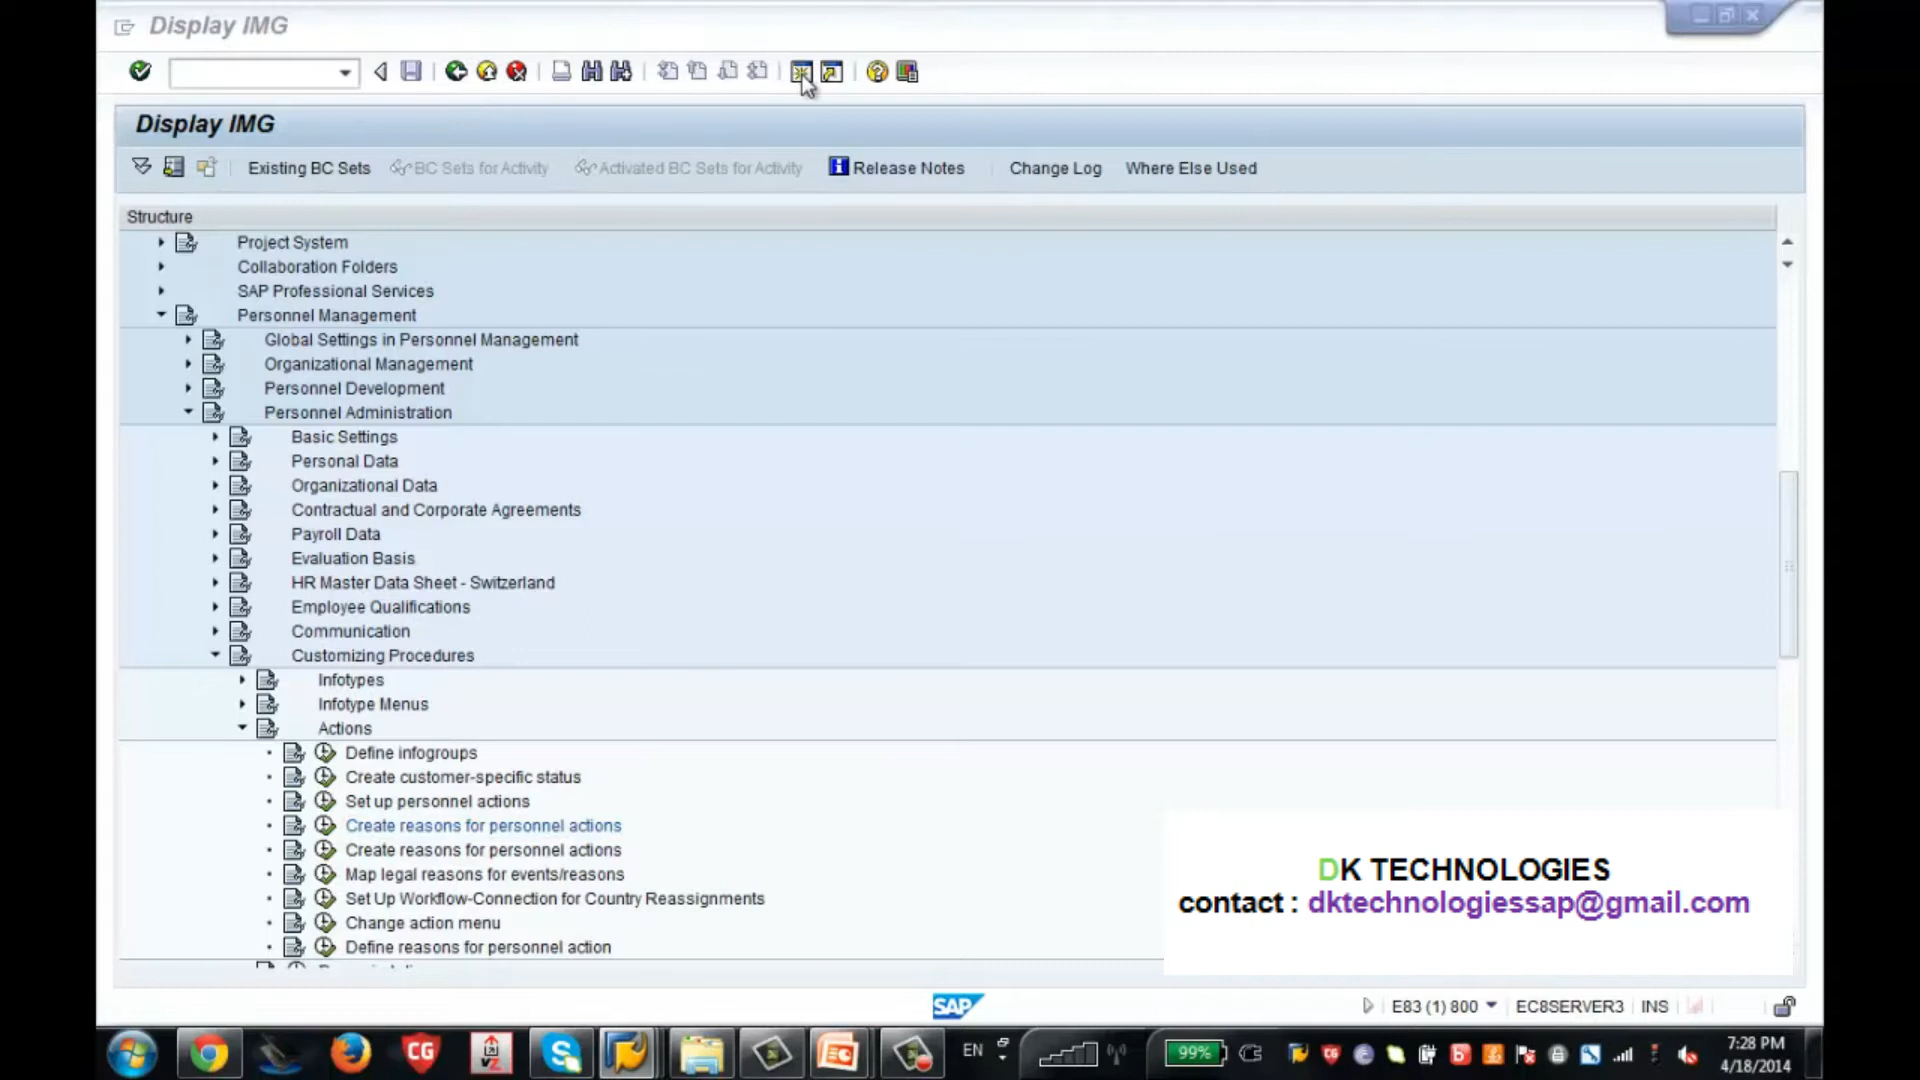 Display IMG
Display IMG
Existing BC Sets BC Sets for Activity Activated BC Sets for Activity Release Notes Change Log Where Else Used
Structure
Project System
Collaboration Folders
SAP Professional Services
Personnel Management
Global Settings in Personnel Management
Organizational Management
Personnel Development
Personnel Administration
Basic Settings
Personal Data
Organizational Data
Contractual and Corporate Agreements
Payroll Data
Evaluation Basis
HR Master Data Sheet - Switzerland
Employee Qualifications
Communication
Customizing Procedures
Infotypes
Infotype Menus
Actions
Define infogroups
Create customer-specific status
Set up personnel actions
Create reasons for personnel actions
Create reasons for personnel actions
Map legal reasons for events/reasons
Set Up Workflow-Connection for Country Reassignments
Change action menu
Define reasons for personnel action
DK TECHNOLOGIES
contact : dktechnologiessap@gmail.com
SAP
E83 (1) 800 EC8SERVER3 INS
CG
EN
99%
7:28 PM
4/18/2014